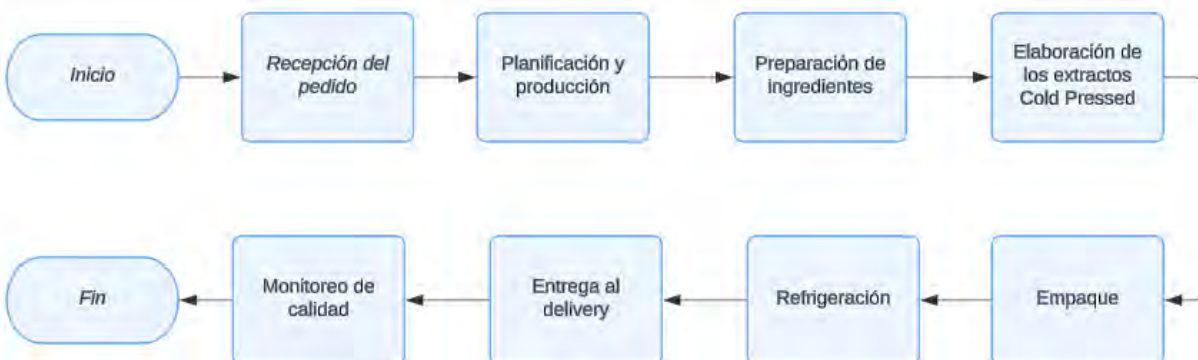 Inicio
Recepción del
pedido
Planificación y
producción
Preparación de
ingredientes
Elaboración de
los extractos
Cold Pressed
Fin
Monitoreo de
calidad
Entrega al
delivery
Refrigeración
Empaque